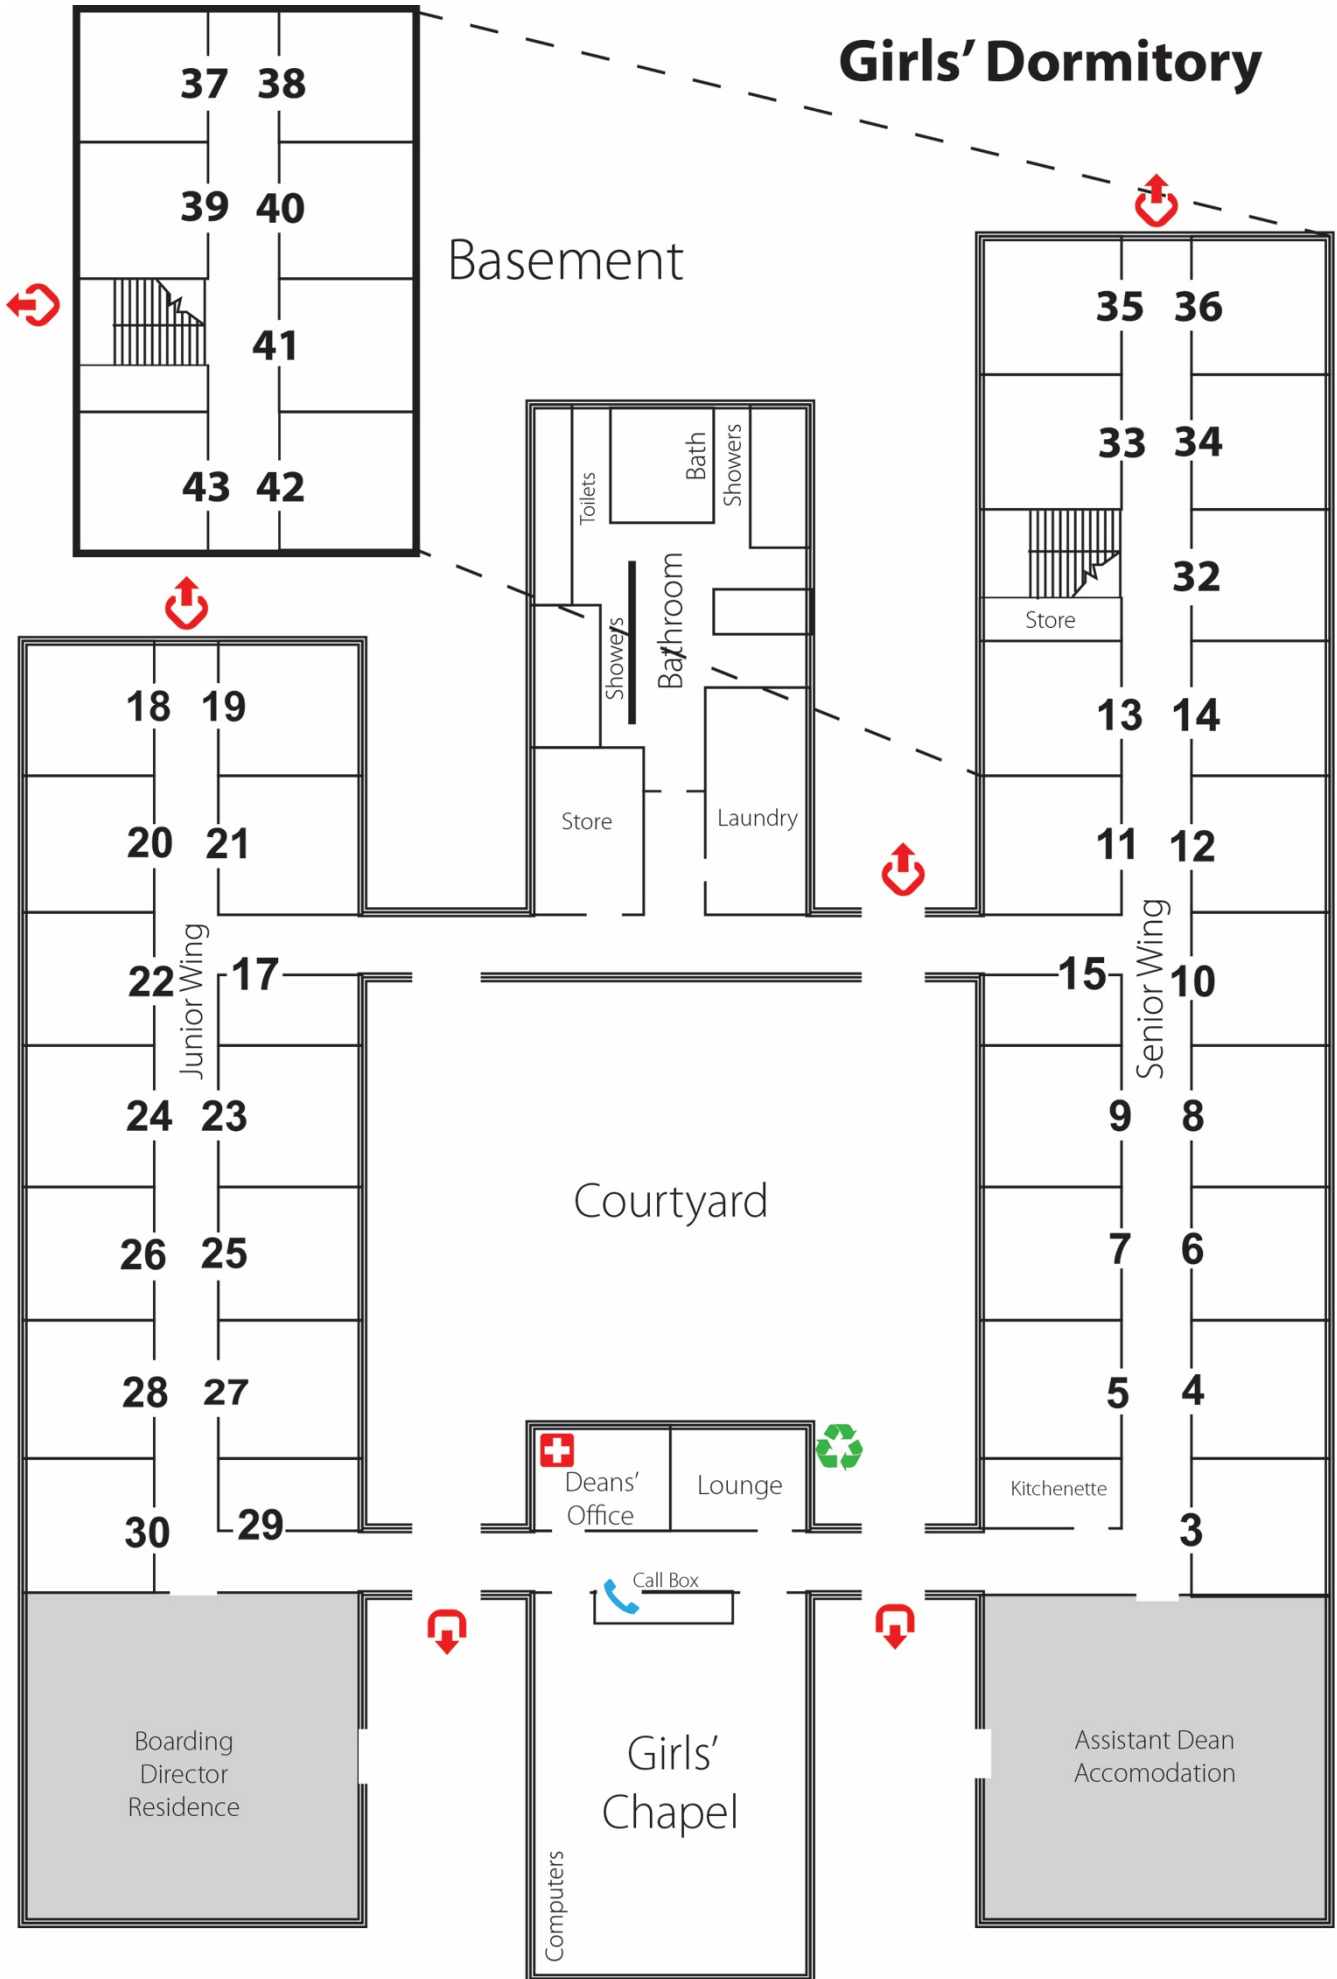 Girls' Dormitory
37 38
39 40
41
43 42
Basement
35 36
33 34
32
Store
13 14
11 12
Senior Wing
15 10
9 8
7 6
5 4
Kitchenette
3
Toilets
Bath
Showers
Showers
Bathroom
Store
Laundry
18 19
20 21
Junior Wing
22 17
24 23
26 25
28 27
30 29
Courtyard
Deans'
Office
Lounge
Call Box
Girls'
Chapel
Computers
Boarding
Director
Residence
Assistant Dean
Accomodation